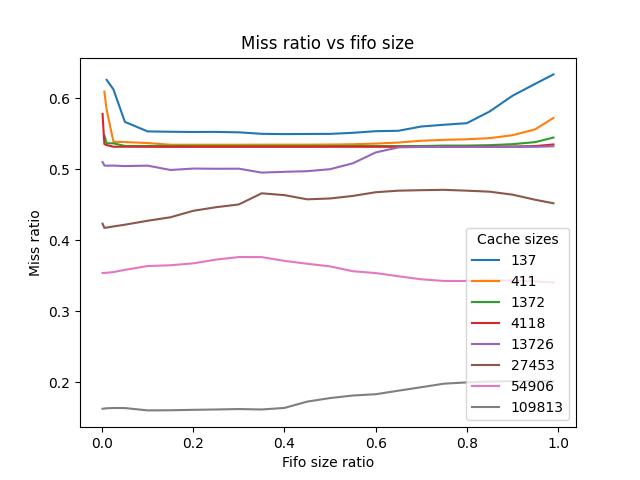 Miss ratio vs fifo size
Miss ratio
0.6
0.5
0.4
0.3
0.2
Cache sizes
137
411
1372
4118
13726
27453
54906
109813
0.0 0.2 0.4 0.6 0.8 1.0
Fifo size ratio